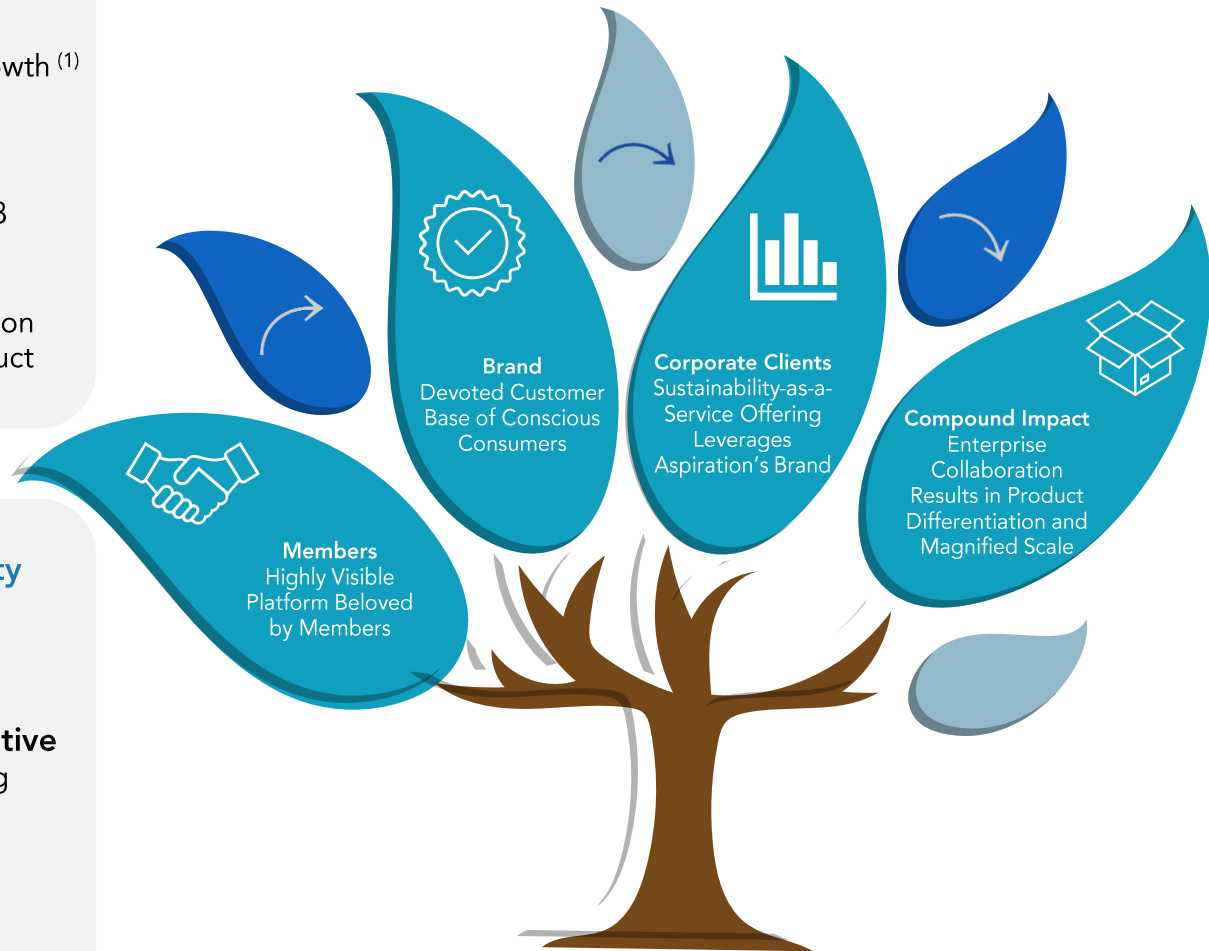 owth (1)
3
on
uct
ty
tive
g
Brand
Devoted Customer
Base of Conscious
Consumers
Corporate Clients
Sustainability-as-a-
Service Offering
Leverages
Aspiration’s Brand
Compound Impact
Enterprise
Collaboration
Results in Product
Differentiation and
Magnified Scale
Members
Highly Visible
Platform Beloved
by Members